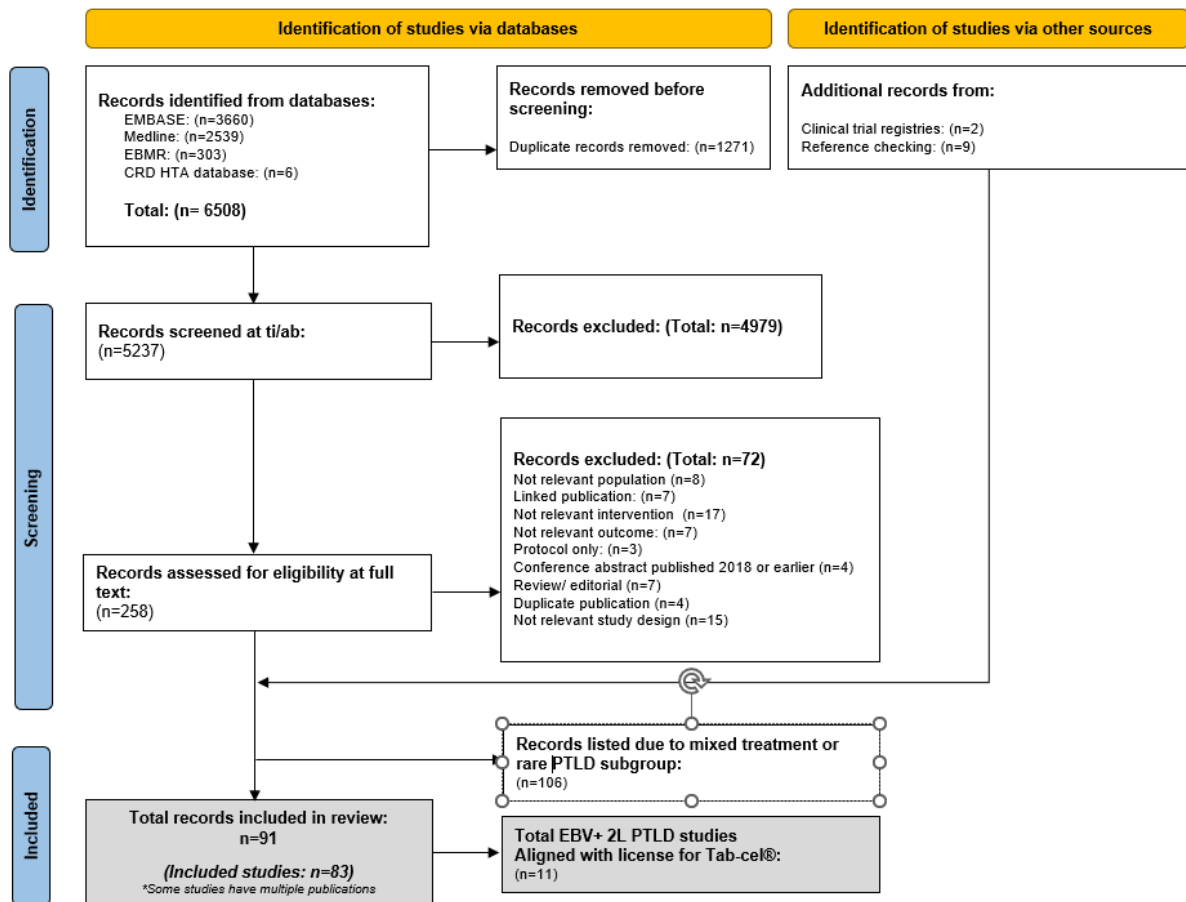 Identification of studies via databases
Identification of studies via other sources
Identification
Records identified from databases:
EMBASE: (n=3660)
Medline: (n=2539)
EBMR: (n=303)
CRD HTA database: (n=6)
Total: (n= 6508)
Records removed before
screening:
Duplicate records removed: (n=1271)
Additional records from:
Clinical trial registries: (n=2)
Reference checking: (n=9)
Screening
Records screened at ti/ab:
(n=5237)
Records excluded: (Total: n=4979)
Records assessed for eligibility at full
text:
(n=258)
Records excluded: (Total: n=72)
Not relevant population (n=8)
Linked publication: (n=7)
Not relevant intervention (n=17)
Not relevant outcome: (n=7)
Protocol only: (n=3)
Conference abstract published 2018 or earlier (n=4)
Review/ editorial (n=7)
Duplicate publication (n=4)
Not relevant study design (n=15)
Included
Records listed due to mixed treatment or
rare PTLD subgroup:
(n=106)
Total records included in review:
n=91
(Included studies: n=83)
*Some studies have multiple publications
Total EBV+ 2L PTLD studies
Aligned with license for Tab-cel®:
(n=11)